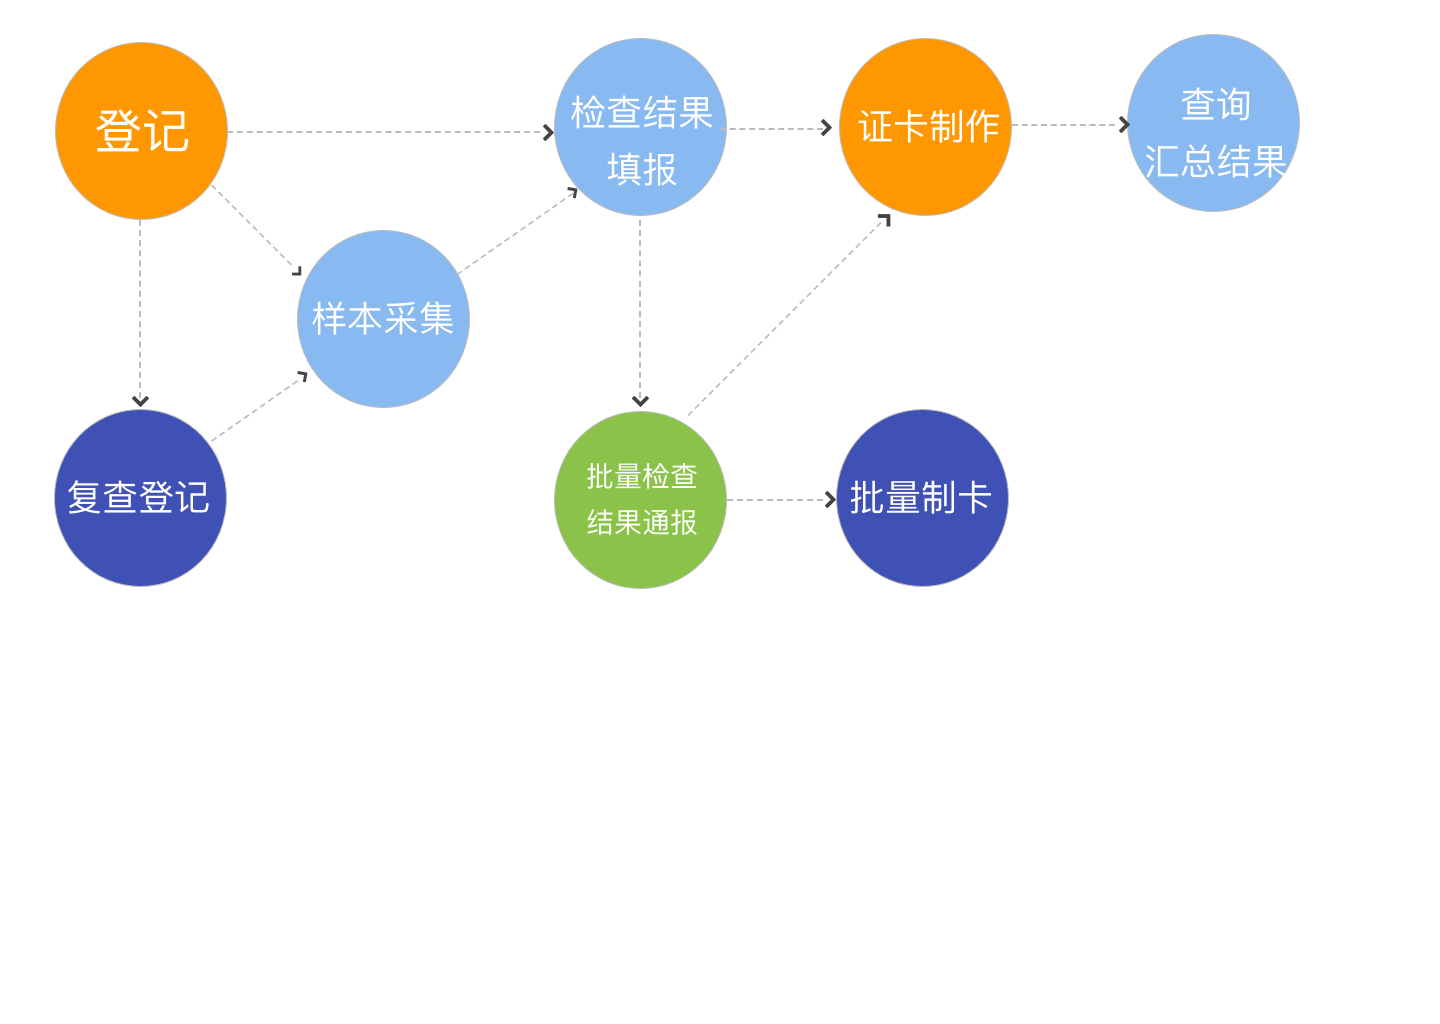 登记
检查结果
填报
证卡制作
查询
汇总结果
样本采集
复查登记
批量检查
结果通报
批量制卡